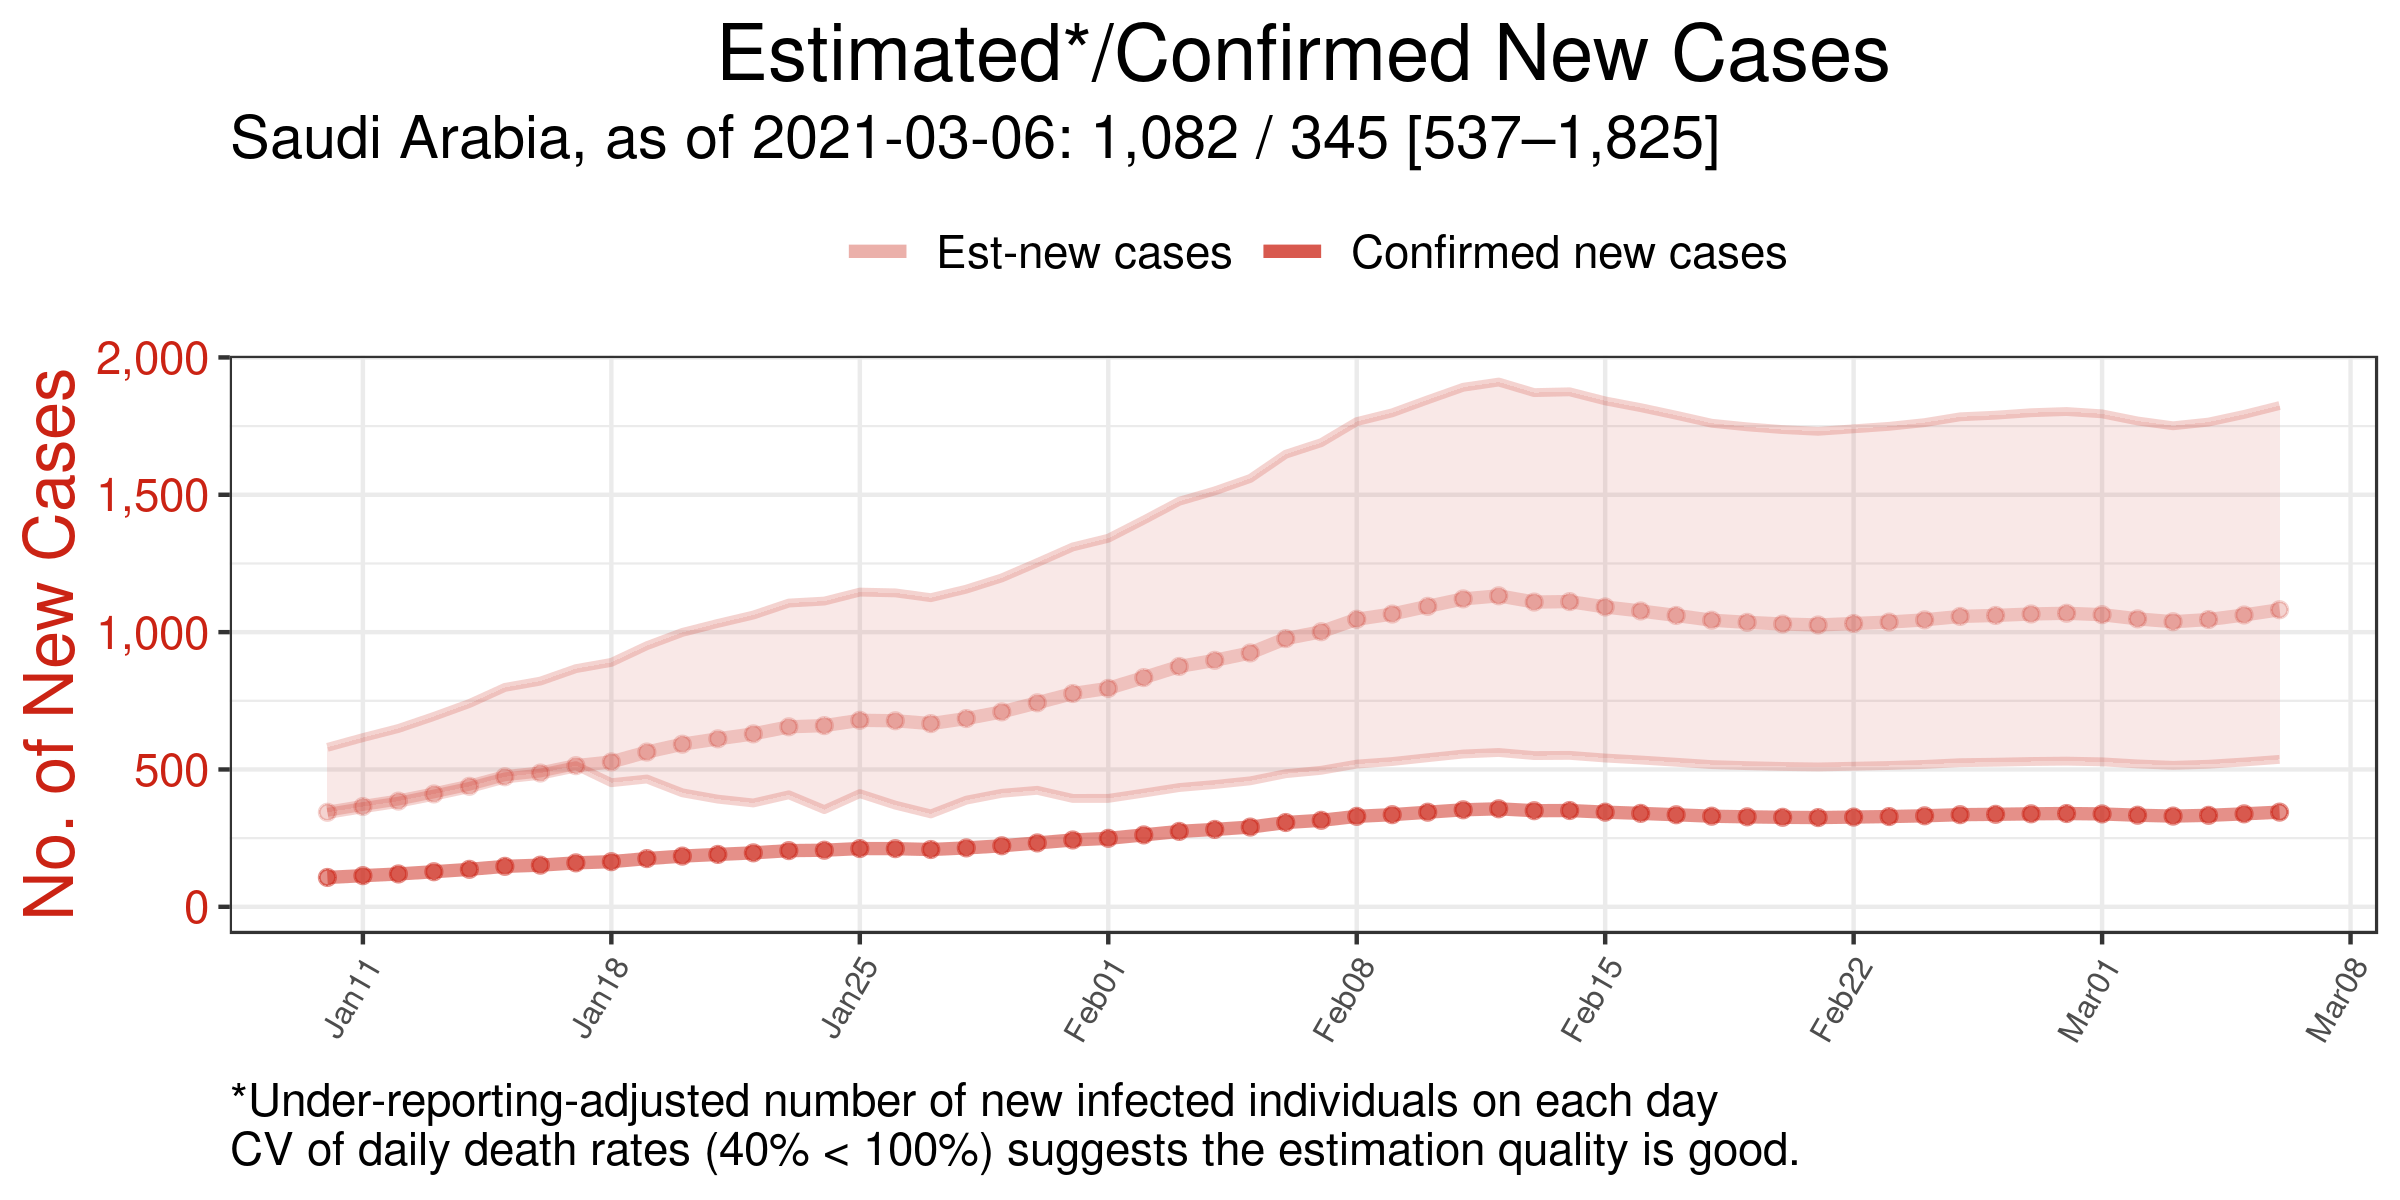 Estimated*/Confirmed New Cases
Saudi Arabia, as of 2021-03-06: 1,082 / 345 [537–1,825]
Est-new cases
Confirmed new cases
No. of New Cases
2,000
1,500
1,000
500
0
Jan11
Jan18
Jan25
Feb01
Feb08
Feb15
Feb22
Mar01
Mar08
*Under-reporting-adjusted number of new infected individuals on each day
CV of daily death rates (40% < 100%) suggests the estimation quality is good.